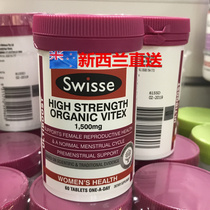 新西兰直送
Swisse
HIGH STRENGTH
ORGANIC VITEX
1,500mg
SUPPORTS FEMALE REPRODUCTIVE HEALTH
& A NORMAL MENSTRUAL CYCLE
PREMENSTRUAL SUPPORT
WOMEN'S HEALTH
60 TABLETS ONE-A-DAY